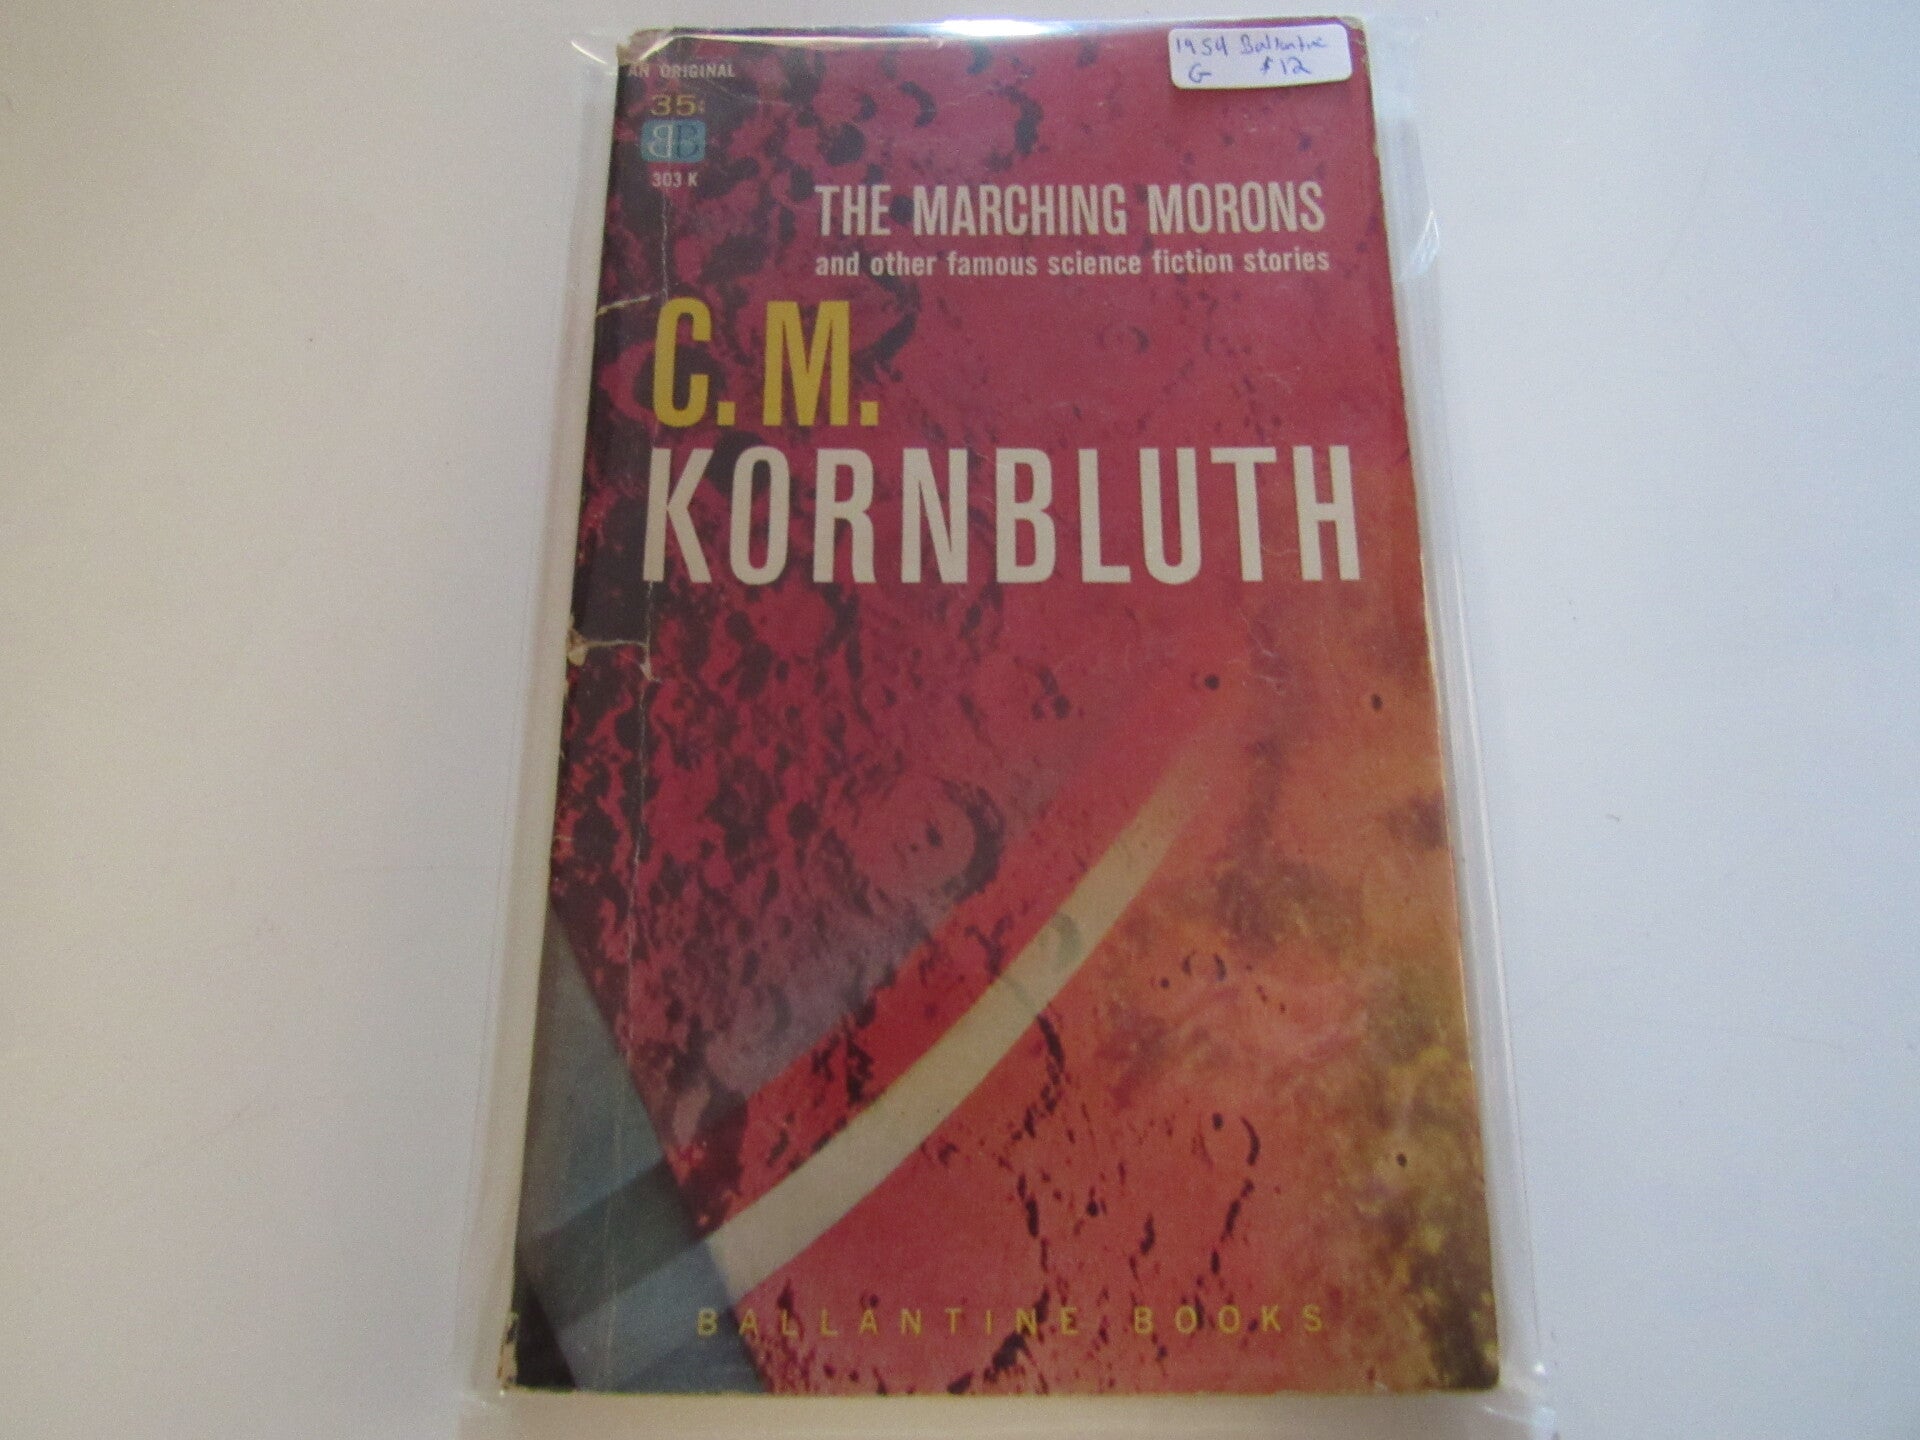 1954 Ballantine
G $12
AN ORIGINAL
35¢
BB
303 K
THE MARCHING MORONS
and other famous science fiction stories
C. M.
KORNBLUTH
BALLANTINE BOOKS